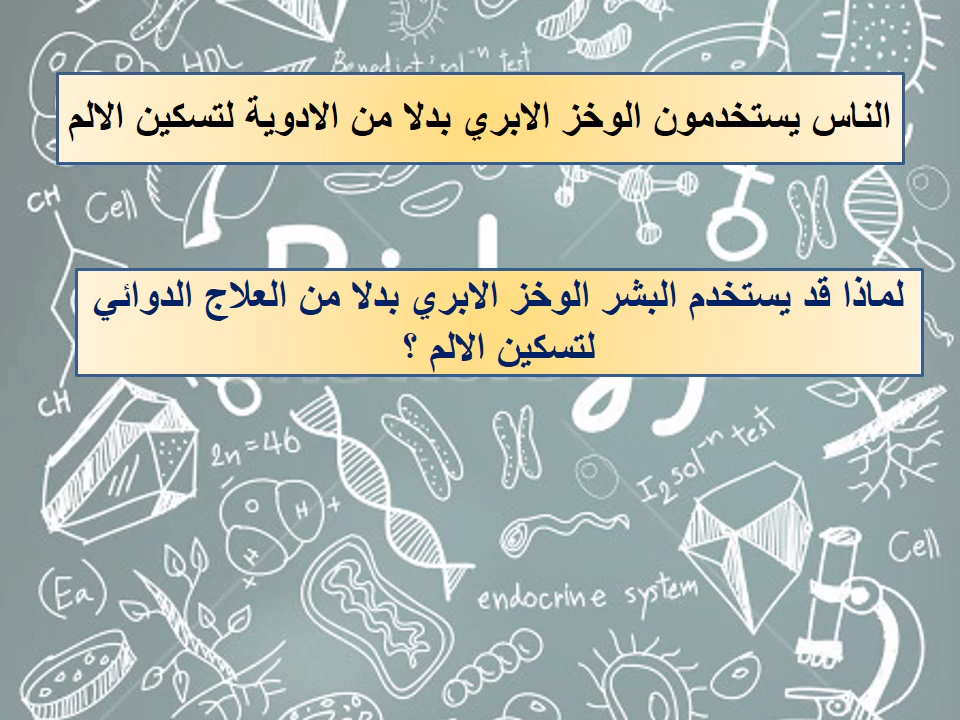 HDL
Benedict's sol-n test
الناس يستخدمون الوخز الابري بدلا من الادوية لتسكين الالم
CH
Cell
لماذا قد يستخدم البشر الوخز الابري بدلا من العلاج الدوائي
لتسكين الالم ؟
CH
2n = 46
I2 sol-n test
H +
H
+
Cell
(Ea)
endocrine system